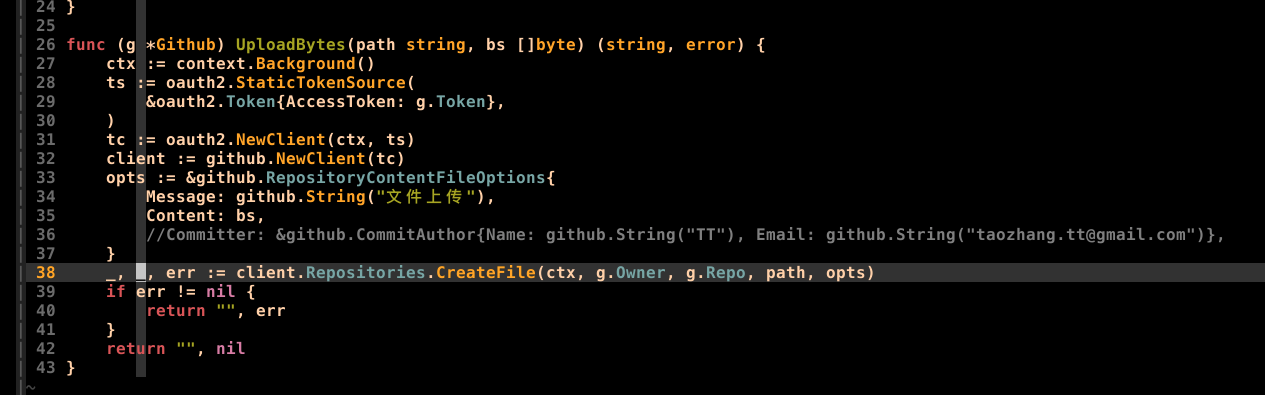 24 }
25
26 func (g *Github) UploadBytes(path string, bs []byte) (string, error) {
27     ctx := context.Background()
28     ts := oauth2.StaticTokenSource(
29         &oauth2.Token{AccessToken: g.Token},
30     )
31     tc := oauth2.NewClient(ctx, ts)
32     client := github.NewClient(tc)
33     opts := &github.RepositoryContentFileOptions{
34         Message: github.String("文件上传"),
35         Content: bs,
36         //Committer: &github.CommitAuthor{Name: github.String("TT"), Email: github.String("taozhang.tt@gmail.com")},
37     }
38     _, _, err := client.Repositories.CreateFile(ctx, g.Owner, g.Repo, path, opts)
39     if err != nil {
40         return "", err
41     }
42     return "", nil
43 }
~